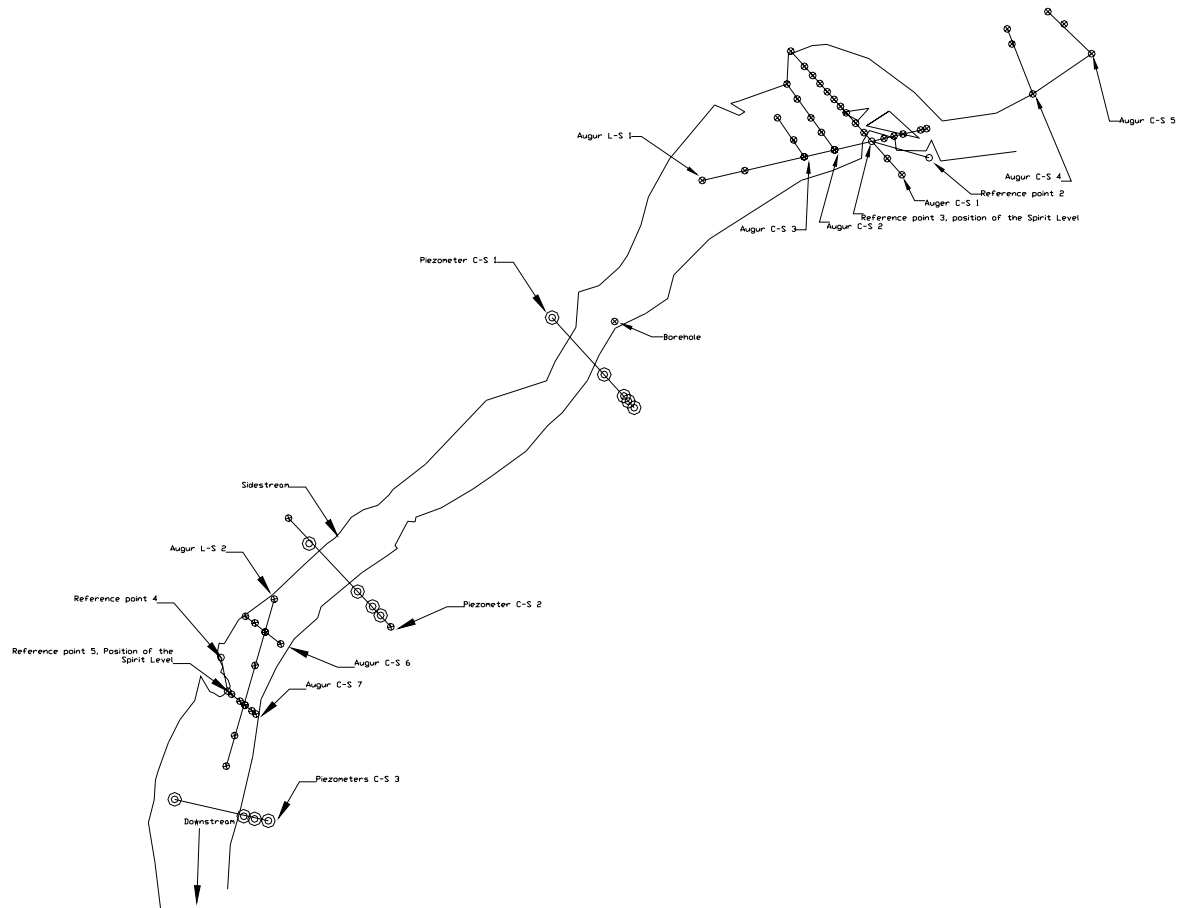 Augur C-S 5
Augur L-S 1
Augur C-S 4
Reference point 2
Auger C-S 1
Reference point 3, position of the Spirit Level
Augur C-S 3
Augur C-S 2
Piezometer C-S 1
Borehole
Sidestream
Augur L-S 2
Reference point 4
Piezometer C-S 2
Reference point 5, Position of the
Spirit Level
Augur C-S 6
Augur C-S 7
Piezometers C-S 3
Downstream